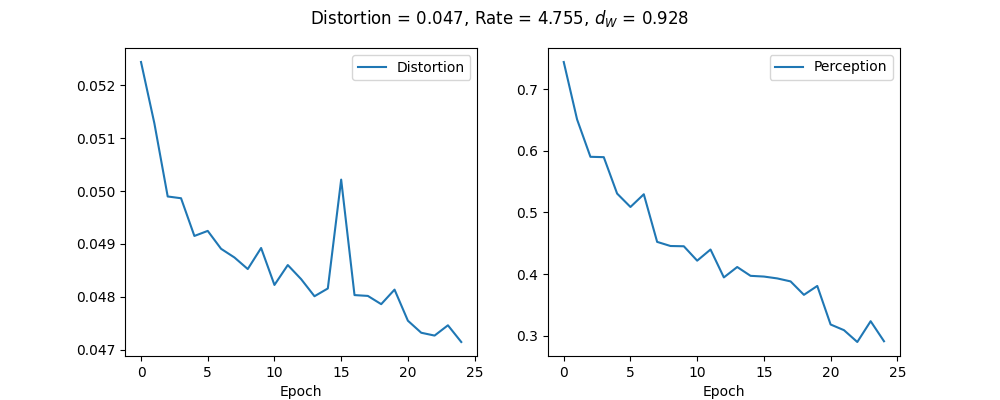 Distortion = 0.047, Rate = 4.755, d_W = 0.928
Distortion
0.052
0.051
0.050
0.049
0.048
0.047
0 5 10 15 20 25
Epoch
Perception
0.7
0.6
0.5
0.4
0.3
0 5 10 15 20 25
Epoch